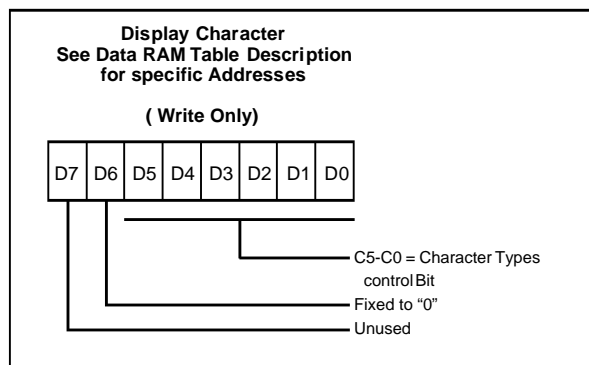 Display Character
See Data RAM Table Description
for specific Addresses
( Write Only)
D7 D6 D5 D4 D3 D2 D1 D0
C5-C0 = Character Types
control Bit
Fixed to “0”
Unused